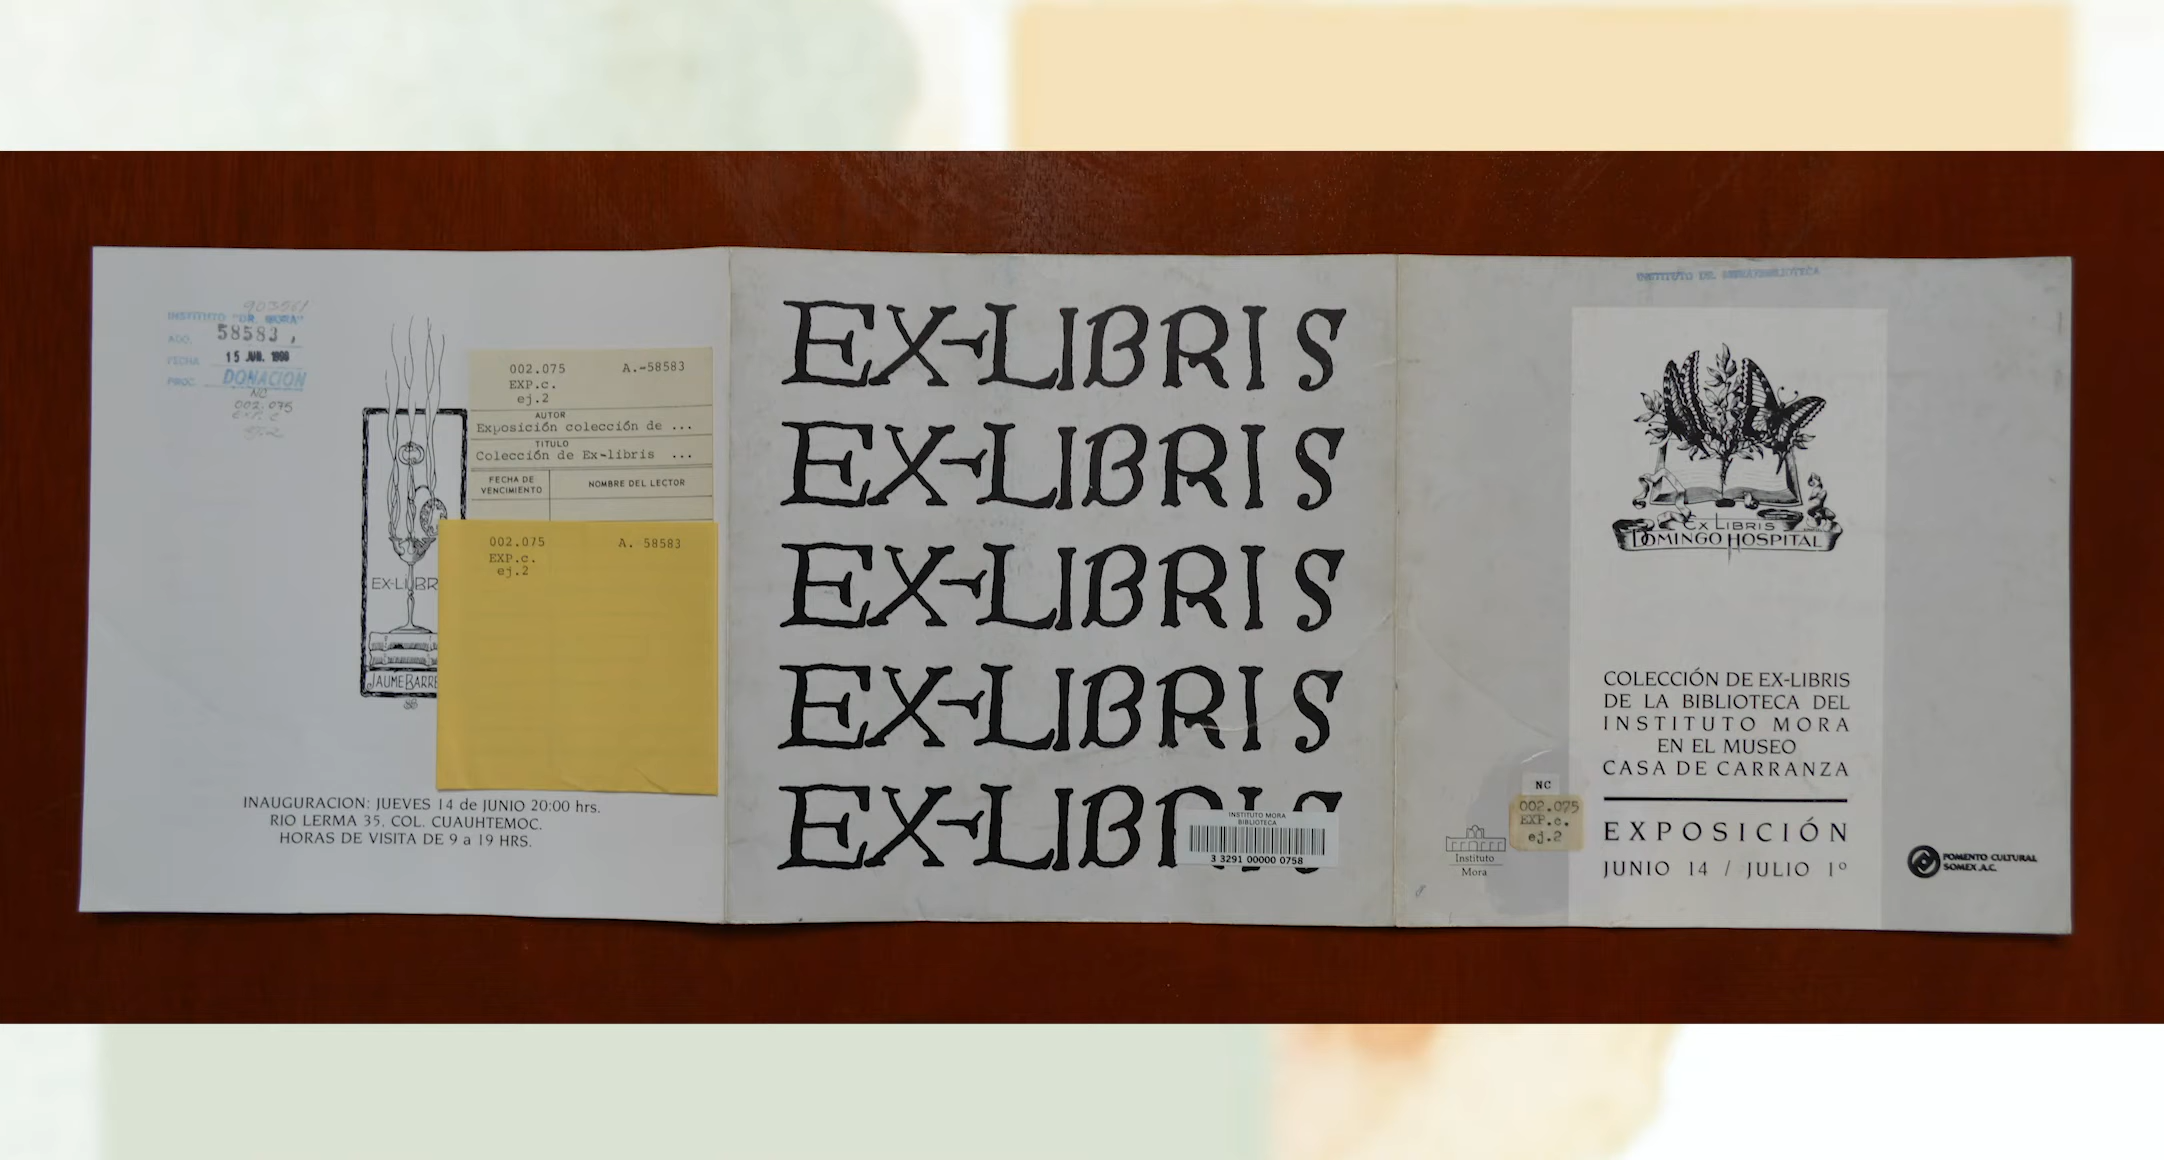 903561
INSTITUTO "DR. MORA"
ADQ. 58583,
FECHA 15 JUN. 1990
PROC. DONACION
NC
002.075
EXP. C
ej.2
EX-LIBR
JAUME BARRE
002.075 A.-58583
EXP.c.
ej.2
AUTOR
Exposición colección de ...
TITULO
Colección de Ex-libris ...
FECHA DE VENCIMIENTO NOMBRE DEL LECTOR
002.075 A. 58583
EXP.c.
ej.2
INAUGURACION: JUEVES 14 de JUNIO 20:00 hrs.
RIO LERMA 35, COL. CUAUHTEMOC.
HORAS DE VISITA DE 9 a 19 HRS.
EX-LIBRIS
EX-LIBRIS
EX-LIBRIS
EX-LIBRIS
EX-LIBRIS
INSTITUTO MORA
BIBLIOTECA
3 3291 00000 0758
EX LIBRIS
DOMINGO HOSPITAL
COLECCIÓN DE EX-LIBRIS
DE LA BIBLIOTECA DEL
INSTITUTO MORA
EN EL MUSEO
CASA DE CARRANZA
EXPOSICIÓN
JUNIO 14 / JULIO 1º
NC
002.075
EXP.c.
ej.2
Instituto
Mora
FOMENTO CULTURAL
SOMEX A.C.